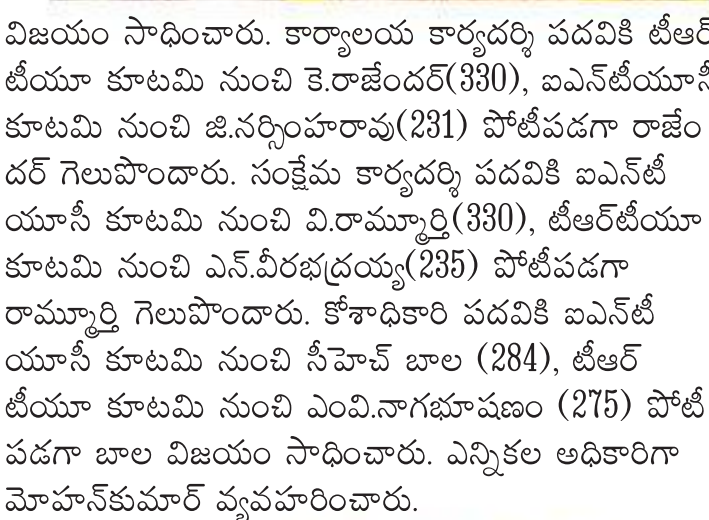 విజయం సాధించారు. కార్యాలయ కార్యదర్శి పదవికి టీఆర్
టీయూ కూటమి నుంచి కె.రాజేందర్(330), ఐఎన్‌టీయూసీ
కూటమి నుంచి జి.నర్సింహరావు(231) పోటీపడగా రాజేం
దర్ గెలుపొందారు. సంక్షేమ కార్యదర్శి పదవికి ఐఎన్‌టీ
యూసీ కూటమి నుంచి వి.రామ్మూర్తి(330), టీఆర్‌టీయూ
కూటమి నుంచి ఎన్.వీరభద్రయ్య(235) పోటీపడగా
రామ్మూర్తి గెలుపొందారు. కోశాధికారి పదవికి ఐఎన్‌టీ
యూసీ కూటమి నుంచి సీహెచ్ బాల (284), టీఆర్
టీయూ కూటమి నుంచి ఎంవి.నాగభూషణం (275) పోటీ
పడగా బాల విజయం సాధించారు. ఎన్నికల అధికారిగా
మోహన్‌కుమార్ వ్యవహరించారు.